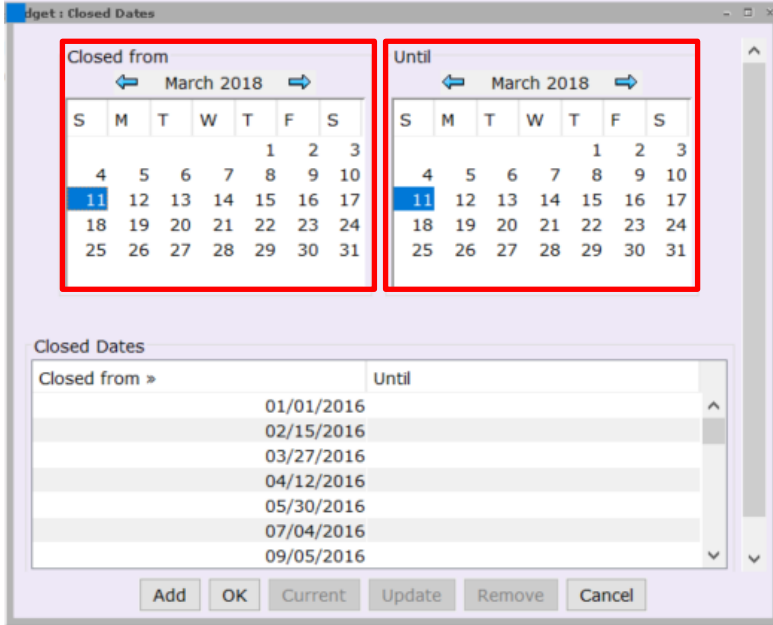 dget : Closed Dates
Closed from
March 2018
S M T W T F S
1 2 3
4 5 6 7 8 9 10
11 12 13 14 15 16 17
18 19 20 21 22 23 24
25 26 27 28 29 30 31
Until
March 2018
S M T W T F S
1 2 3
4 5 6 7 8 9 10
11 12 13 14 15 16 17
18 19 20 21 22 23 24
25 26 27 28 29 30 31
Closed Dates
Closed from » Until
01/01/2016
02/15/2016
03/27/2016
04/12/2016
05/30/2016
07/04/2016
09/05/2016
Add OK Current Update Remove Cancel